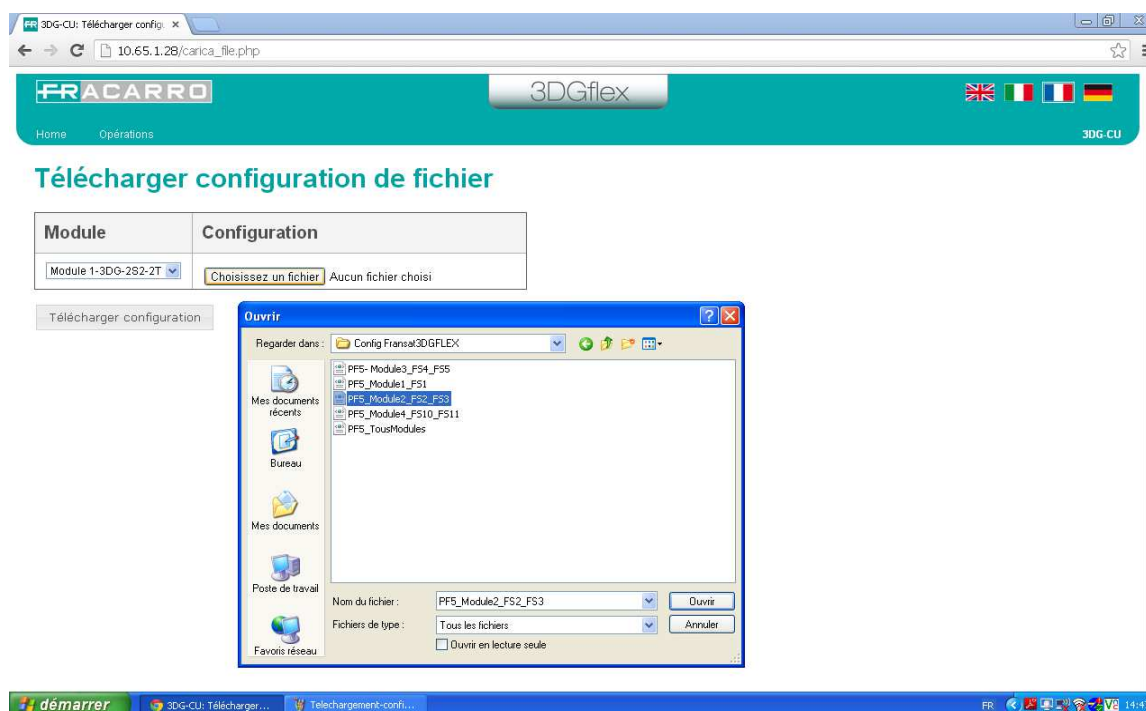 3DG-CU: Télécharger config
10.65.1.28/carica_file.php
FRACARRO
3DGflex
Home Opérations
3DG-CU
Télécharger configuration de fichier
Module Configuration
Module 1-3DG-2S2-2T Choisissez un fichier Aucun fichier choisi
Télécharger configuration
Ouvrir
Regarder dans : Config Fransat3DGFLEX
PF5- Module3_FS4_FS5
PF5_Module1_FS1
PF5_Module2_FS2_FS3
PF5_Module4_FS10_FS11
PF5_TousModules
Mes documents
récents
Bureau
Mes documents
Poste de travail
Favoris réseau
Nom du fichier : PF5_Module2_FS2_FS3 Ouvrir
Fichiers de type : Tous les fichiers Annuler
Ouvrir en lecture seule
démarrer 3DG-CU: Télécharger... Telechargement-confi... FR 14:4